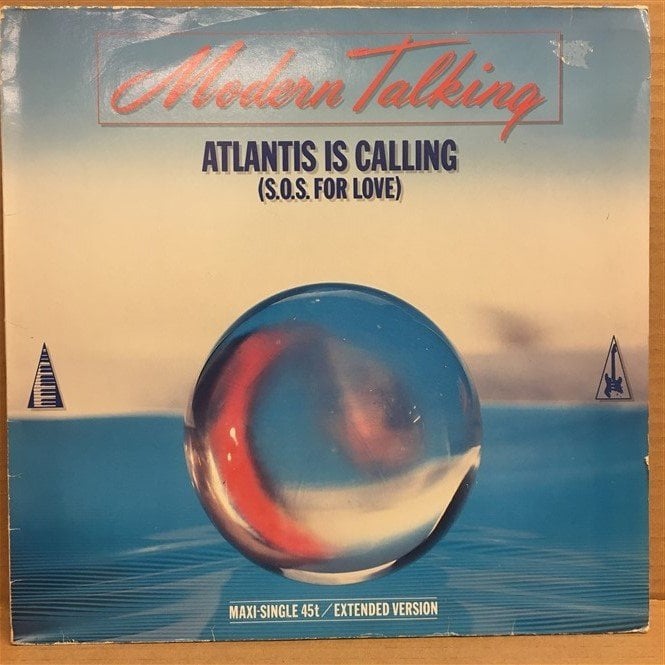 Modern Talking
ATLANTIS IS CALLING
(S.O.S. FOR LOVE)
MAXI-SINGLE 45t / EXTENDED VERSION